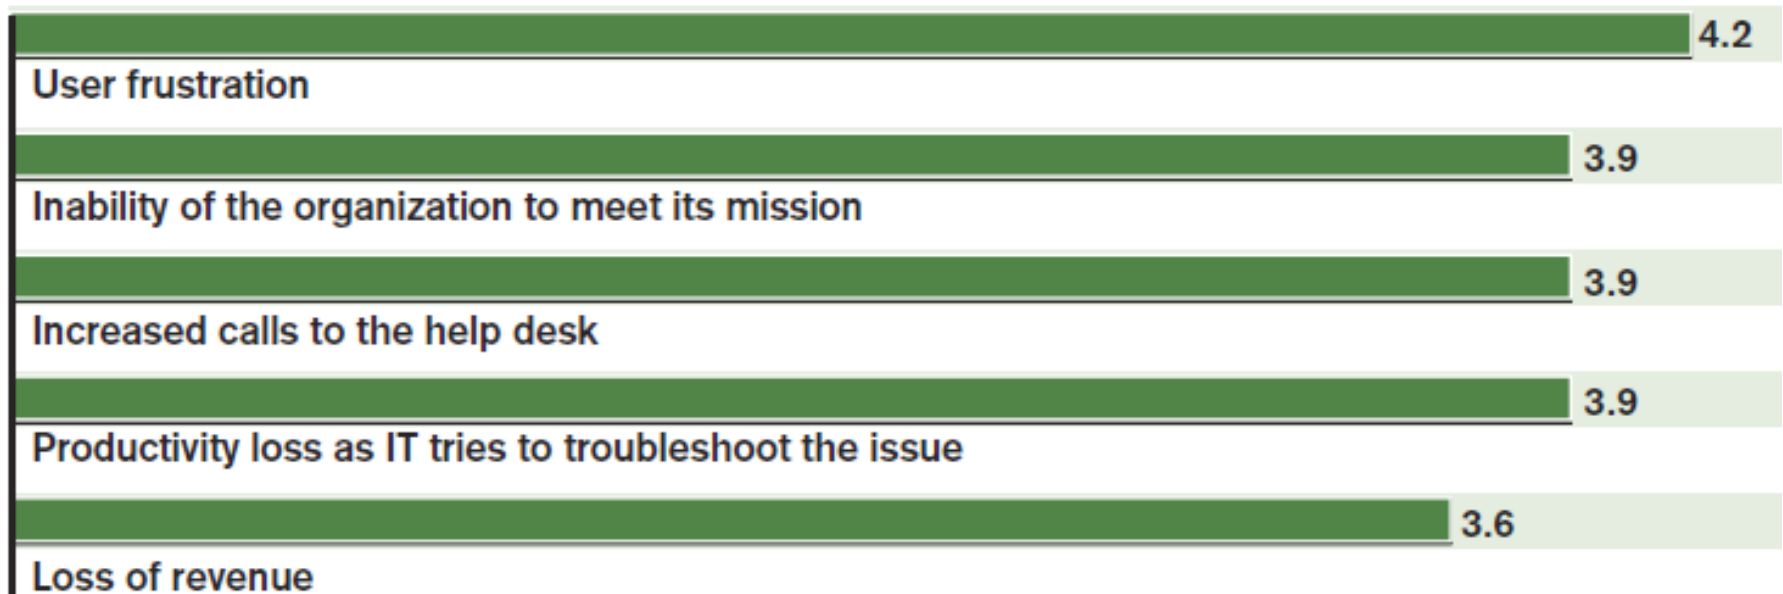 4.2
User frustration
3.9
Inability of the organization to meet its mission
3.9
Increased calls to the help desk
3.9
Productivity loss as IT tries to troubleshoot the issue
3.6
Loss of revenue